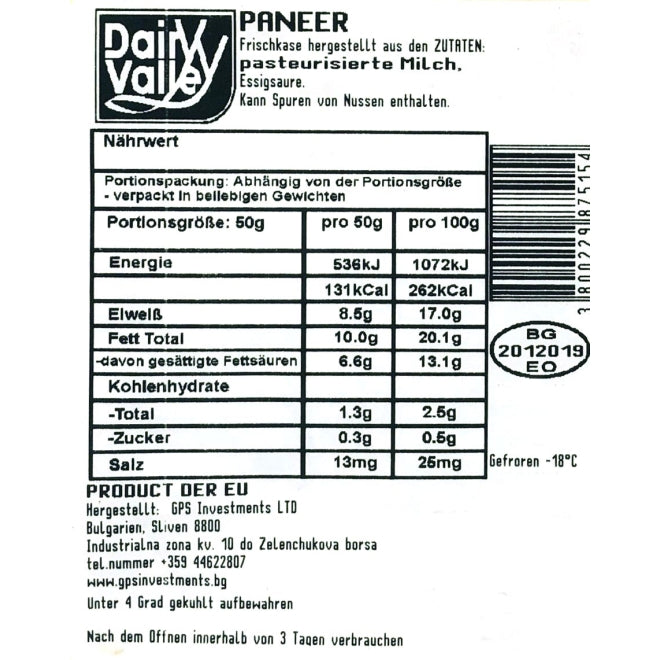 Dairy
Valley
PANEER
Frischkase hergestellt aus den ZUTATEN:
pasteurisierte Milch,
Essigsaure.
Kann Spuren von Nussen enthalten.
Nährwert
Portionspackung: Abhängig von der Portionsgröße
- verpackt in beliebigen Gewichten
Portionsgröße: 50g pro 50g pro 100g
Energie 536kJ 1072kJ
131kCal 262kCal
Eiweiß 8.5g 17.0g
Fett Total 10.0g 20.1g
-davon gesättigte Fettsäuren 6.6g 13.1g
Kohlenhydrate
-Total 1.3g 2.5g
-Zucker 0.3g 0.5g
Salz 13mg 25mg
3 800229 875154
BG
2012019
EO
Gefroren -18°C
PRODUCT DER EU
Hergestellt: GPS Investments LTD
Bulgarien, Sliven 8800
Industrialna zona kv. 10 do Zelenchukova borsa
tel.nummer +359 44622807
www.gpsinvestments.bg
Unter 4 Grad gekuhlt aufbewahren
Nach dem Offnen innerhalb von 3 Tagen verbrauchen